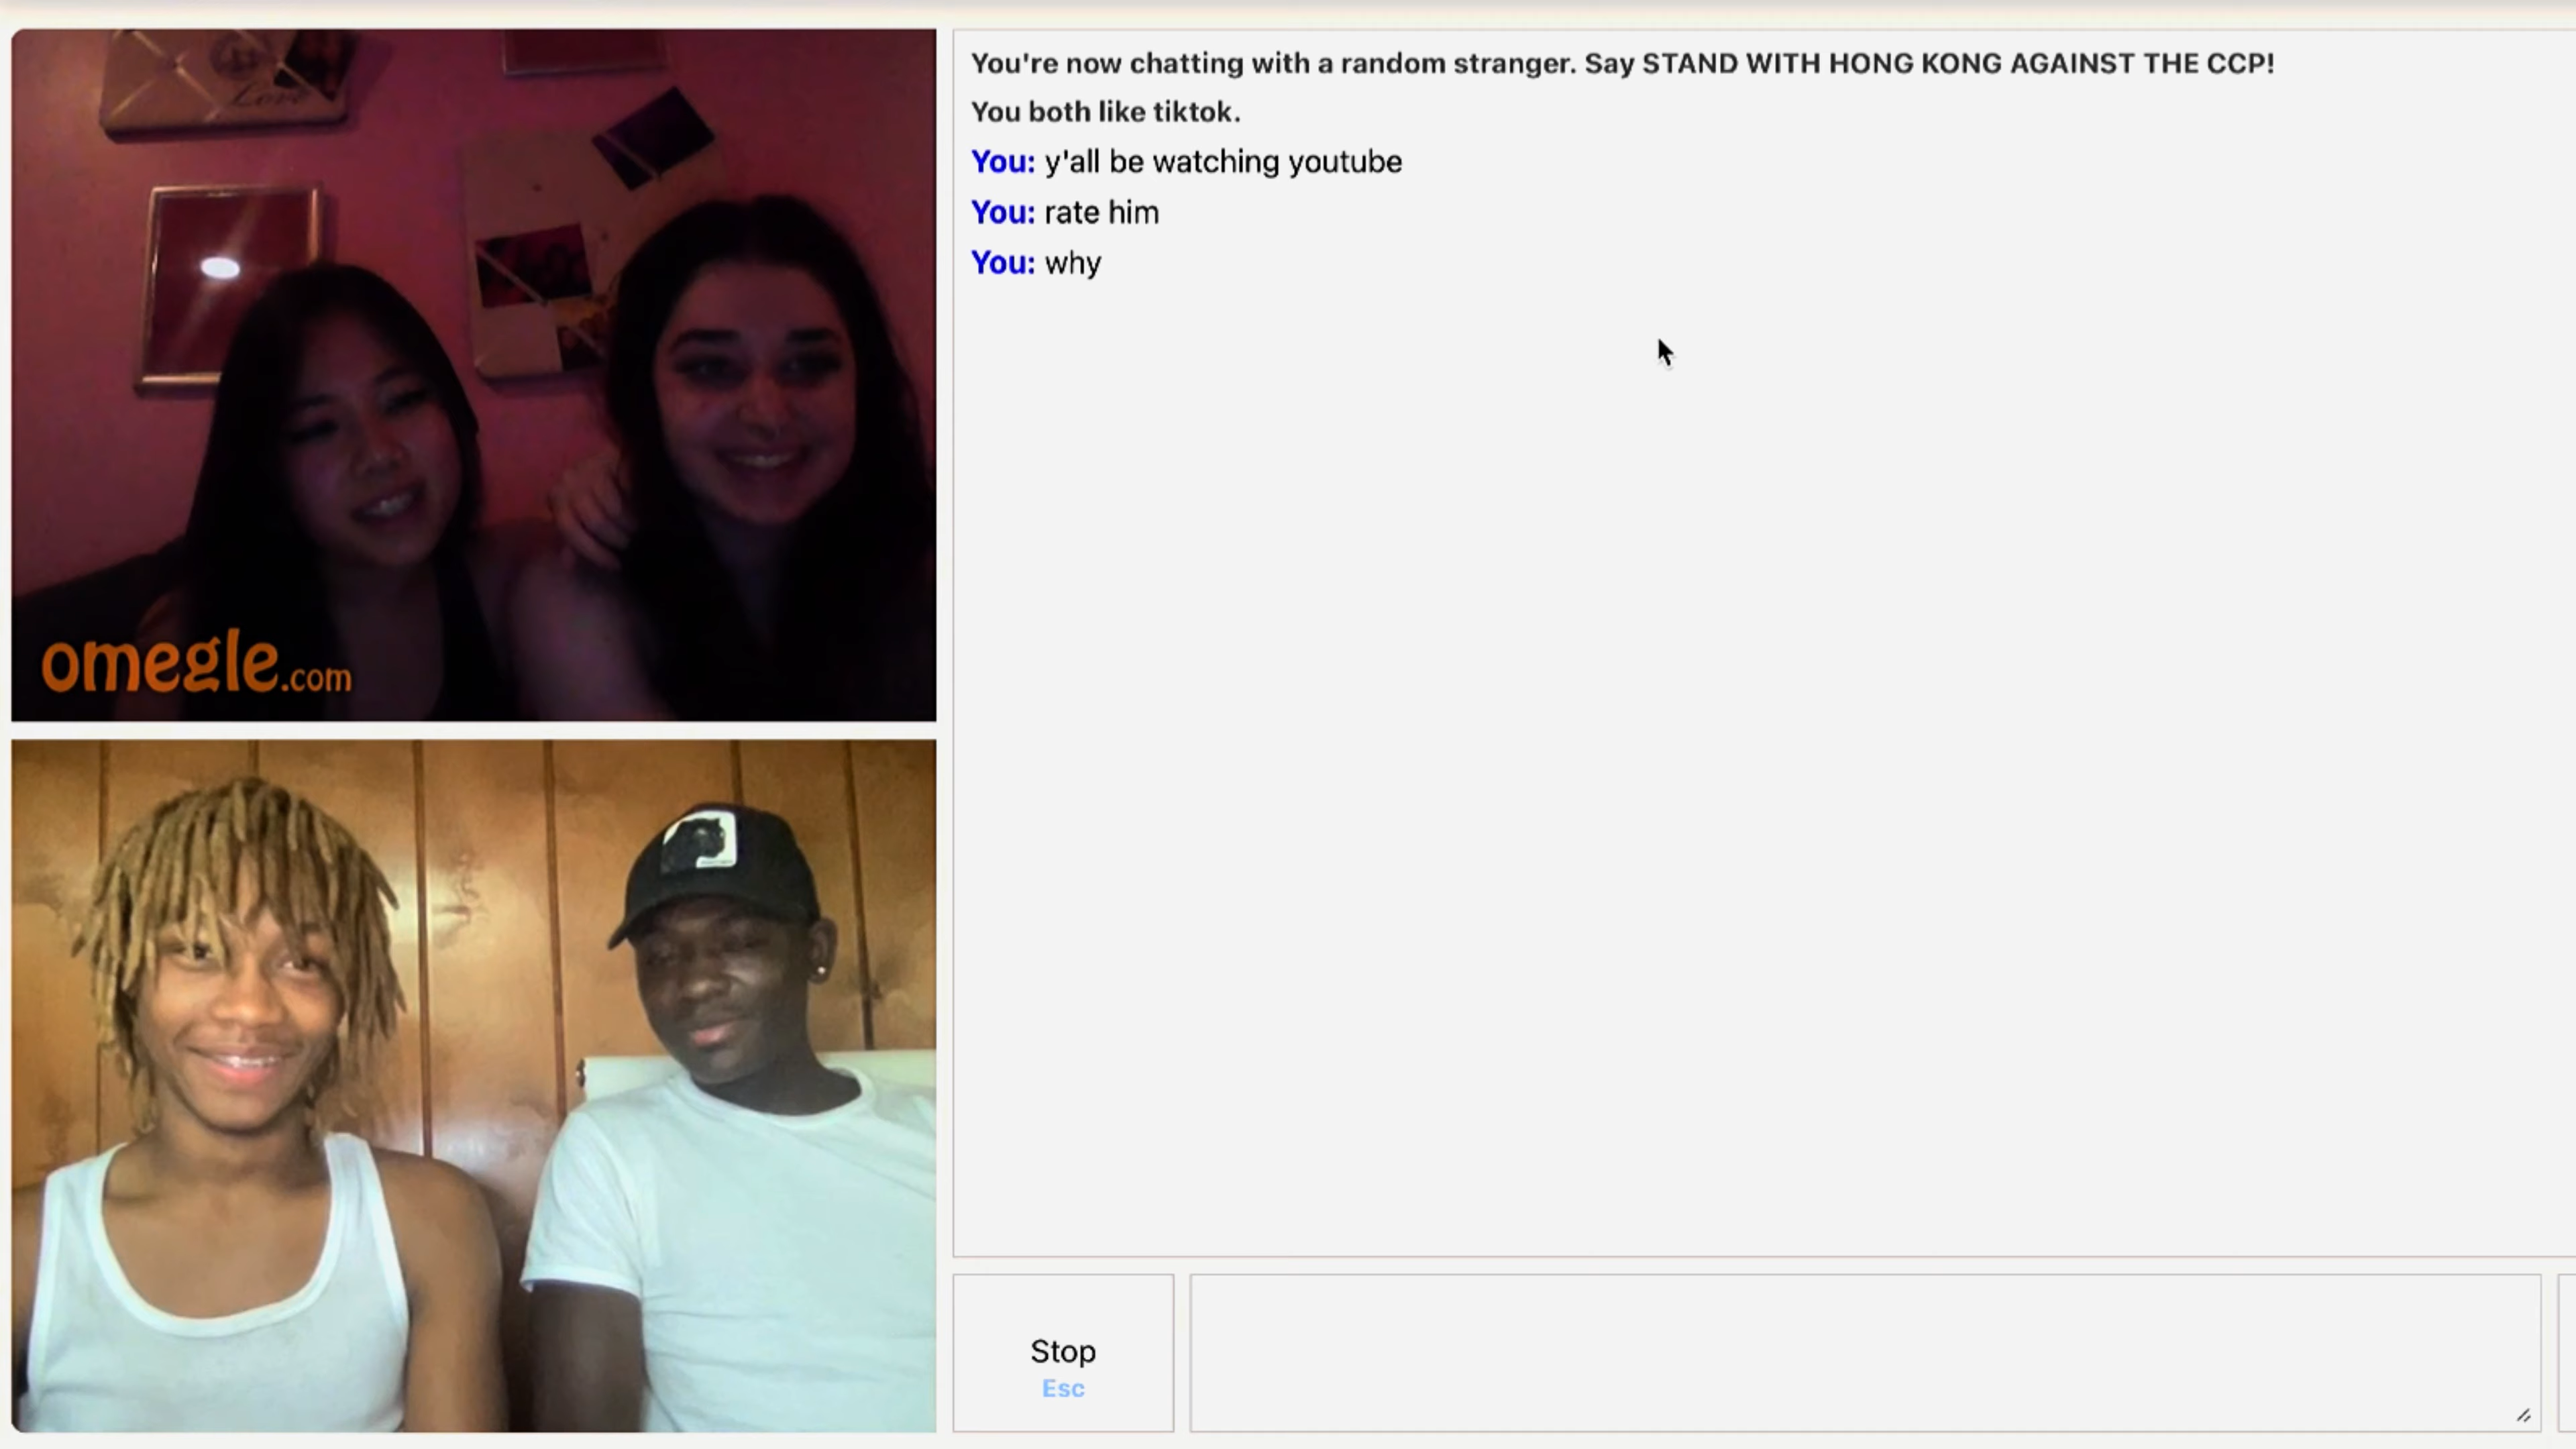 Love
omegle.com
You're now chatting with a random stranger. Say STAND WITH HONG KONG AGAINST THE CCP!
You both like tiktok.
You: y'all be watching youtube
You: rate him
You: why
Stop
Esc